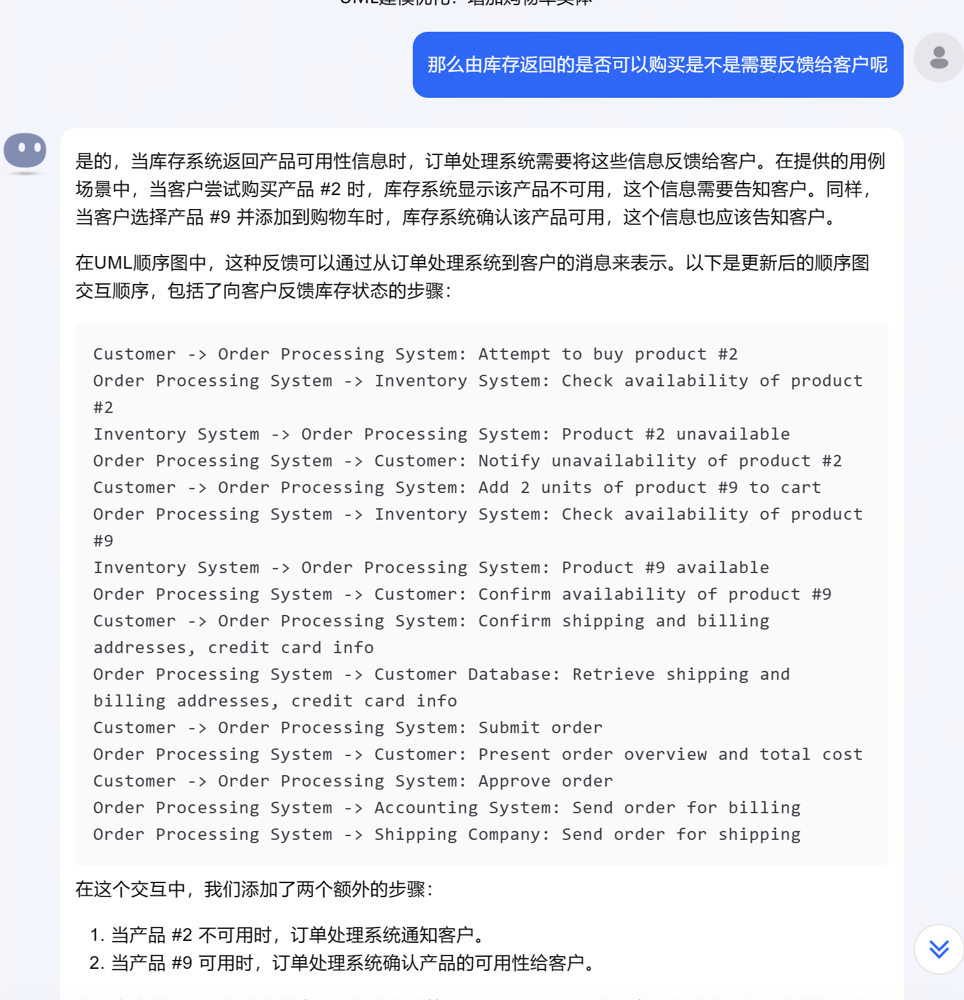 UML建模优化：增加购物车实体
那么由库存返回的是否可以购买是不是需要反馈给客户呢
是的，当库存系统返回产品可用性信息时，订单处理系统需要将这些信息反馈给客户。在提供的用例
场景中，当客户尝试购买产品 #2 时，库存系统显示该产品不可用，这个信息需要告知客户。同样，
当客户选择产品 #9 并添加到购物车时，库存系统确认该产品可用，这个信息也应该告知客户。
在UML顺序图中，这种反馈可以通过从订单处理系统到客户的消息来表示。以下是更新后的顺序图
交互顺序，包括了向客户反馈库存状态的步骤：
Customer -> Order Processing System: Attempt to buy product #2
Order Processing System -> Inventory System: Check availability of product
#2
Inventory System -> Order Processing System: Product #2 unavailable
Order Processing System -> Customer: Notify unavailability of product #2
Customer -> Order Processing System: Add 2 units of product #9 to cart
Order Processing System -> Inventory System: Check availability of product
#9
Inventory System -> Order Processing System: Product #9 available
Order Processing System -> Customer: Confirm availability of product #9
Customer -> Order Processing System: Confirm shipping and billing
addresses, credit card info
Order Processing System -> Customer Database: Retrieve shipping and
billing addresses, credit card info
Customer -> Order Processing System: Submit order
Order Processing System -> Customer: Present order overview and total cost
Customer -> Order Processing System: Approve order
Order Processing System -> Accounting System: Send order for billing
Order Processing System -> Shipping Company: Send order for shipping
在这个交互中，我们添加了两个额外的步骤：
1. 当产品 #2 不可用时，订单处理系统通知客户。
2. 当产品 #9 可用时，订单处理系统确认产品的可用性给客户。